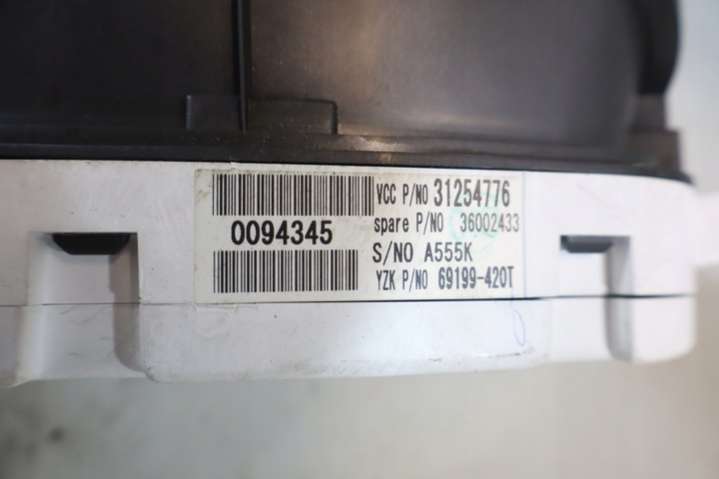 VCC P/NO 31254776
spare P/NO 36002433
0094345
S/NO A555K
YZK P/NO 69199-420T